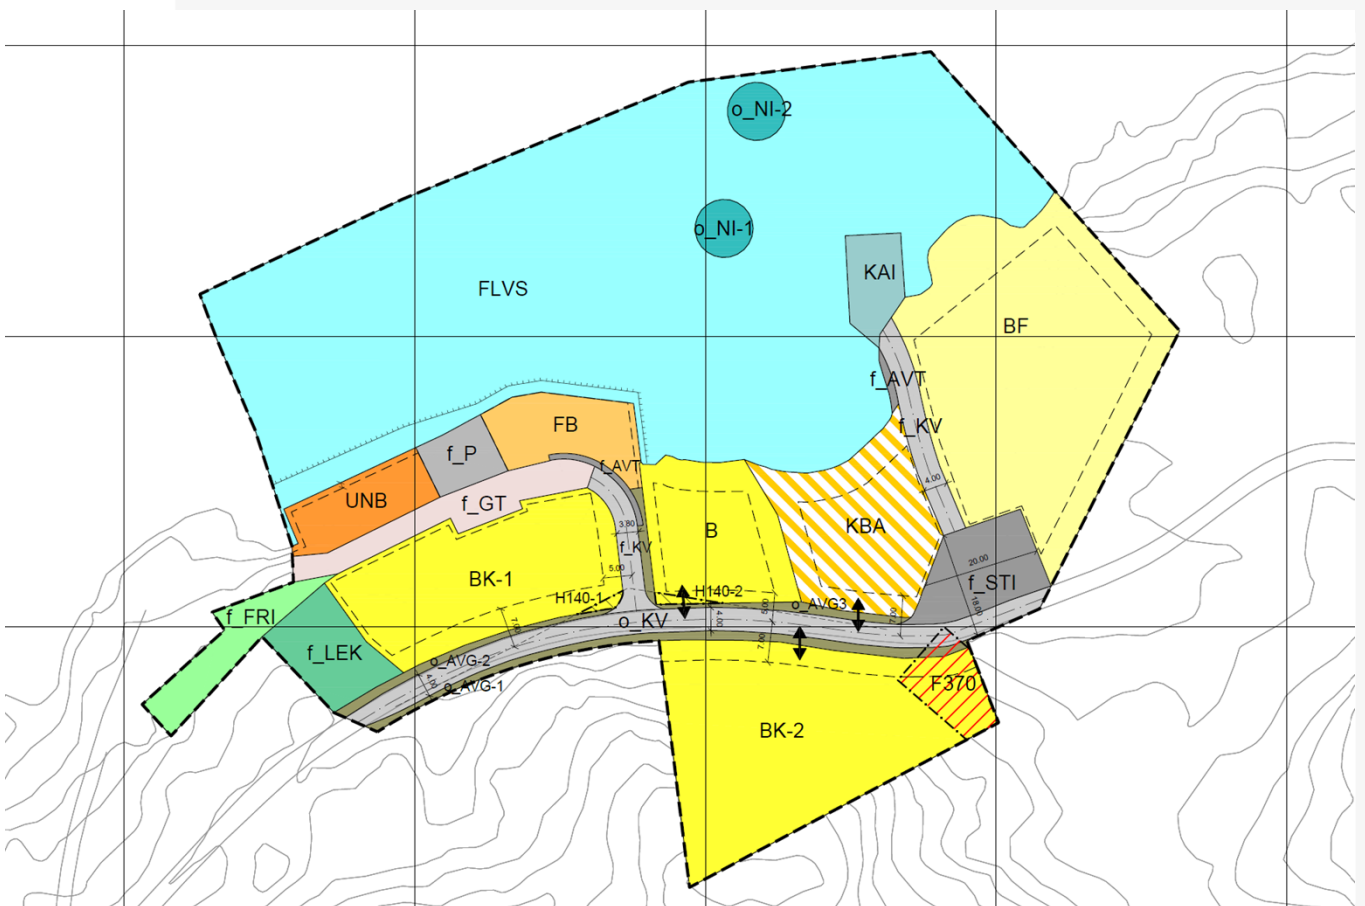 o_NI-2
o_NI-1
KAI
FLVS
BF
f_AVT
FB
f_KV
f_P
f_AVT
4.00
UNB
f_GT
3.80
B
KBA
f_KV
20.00
5.00
BK-1
f_STI
H140-1
H140-2
5.00
o_AVG3
18.00
f_FRI
7.00
o_KV
4.00
7.00
7.00
f_LEK
o_AVG-2
4.00
o_AVG-1
F370
BK-2